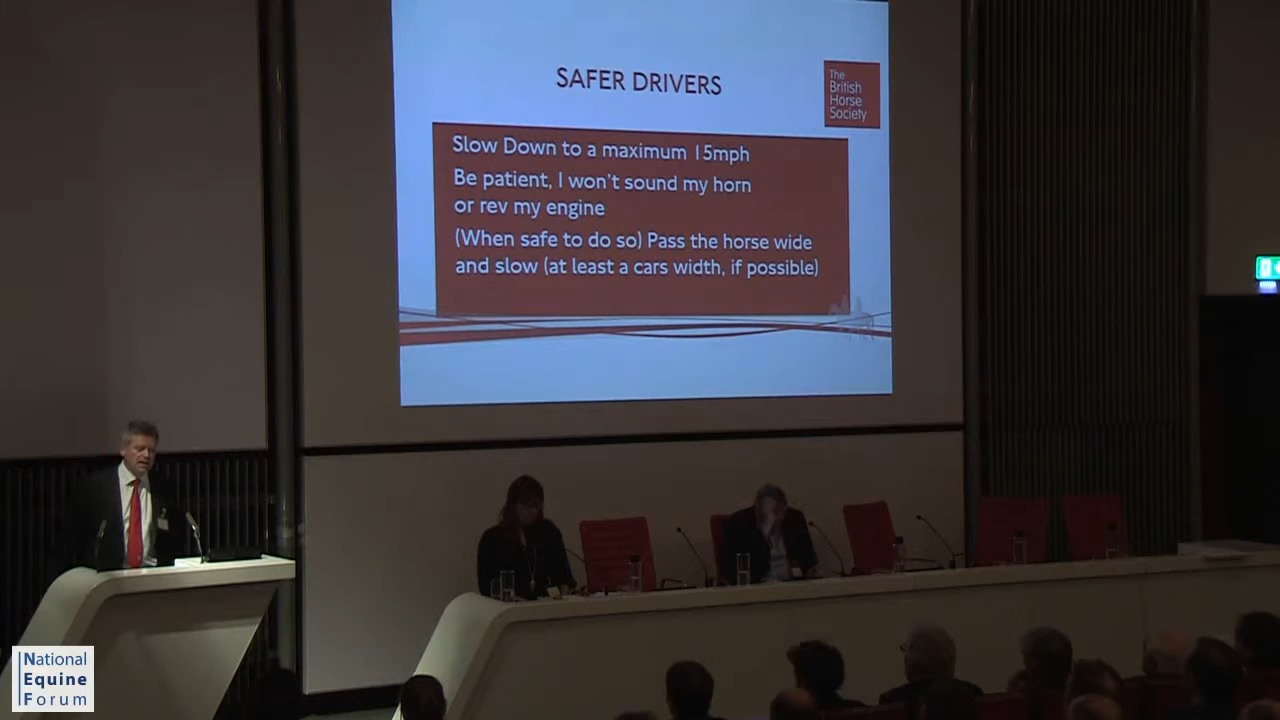 SAFER DRIVERS
The
British
Horse
Society
Slow Down to a maximum 15mph
Be patient, I won't sound my horn
or rev my engine
(When safe to do so) Pass the horse wide
and slow (at least a cars width, if possible)
National
Equine
Forum